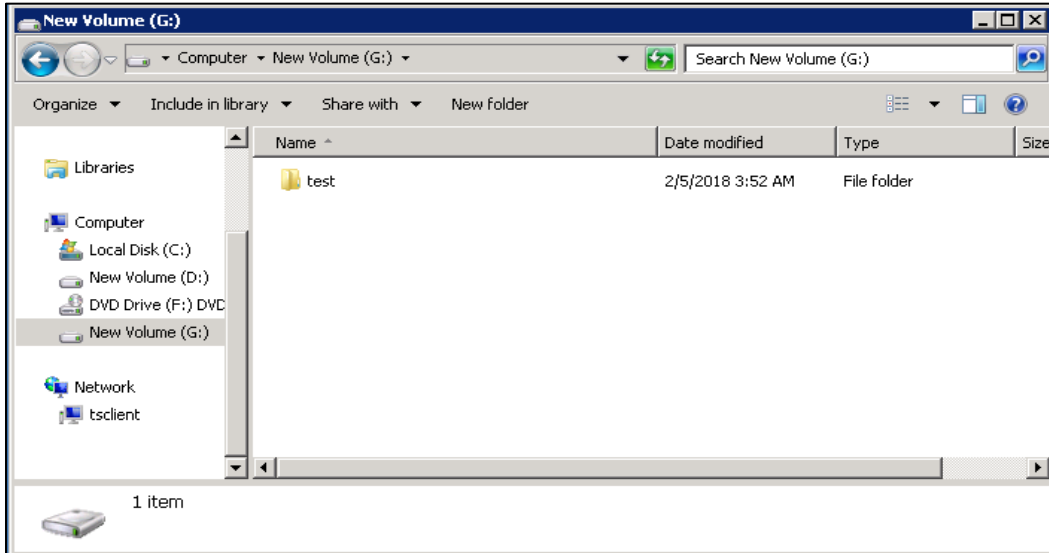 New Volume (G:)
Computer New Volume (G:) Search New Volume (G:)
Organize Include in library Share with New folder
Name Date modified Type Size
Libraries
test 2/5/2018 3:52 AM File folder
Computer
Local Disk (C:)
New Volume (D:)
DVD Drive (F:) DVD
New Volume (G:)
Network
tsclient
1 item